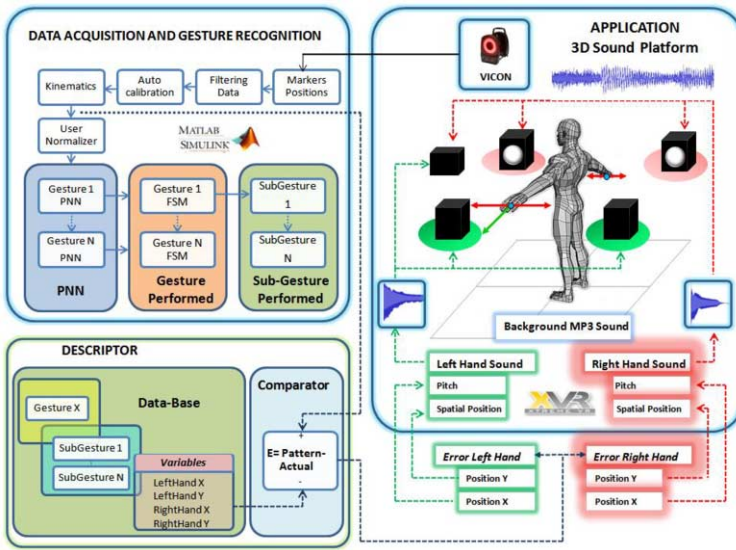 DATA ACQUISITION AND GESTURE RECOGNITION
Kinematics
Auto
calibration
Filtering
Data
Markers
Positions
User
Normalizer
MATLAB
SIMULINK
Gesture 1
PNN
Gesture N
PNN
PNN
Gesture 1
FSM
Gesture N
FSM
Gesture
Performed
SubGesture
1
SubGesture
N
Sub-Gesture
Performed
APPLICATION
3D Sound Platform
VICON
Background MP3 Sound
Left Hand Sound
Pitch
Spatial Position
XVR
EXTREME VR
Right Hand Sound
Pitch
Spatial Position
Error Left Hand
Position Y
Position X
Error Right Hand
Position Y
Position X
DESCRIPTOR
Gesture X
Data-Base
SubGesture 1
SubGesture N
Variables
LeftHand X
LeftHand Y
RightHand X
RightHand Y
Comparator
+
E= Pattern-
Actual
-